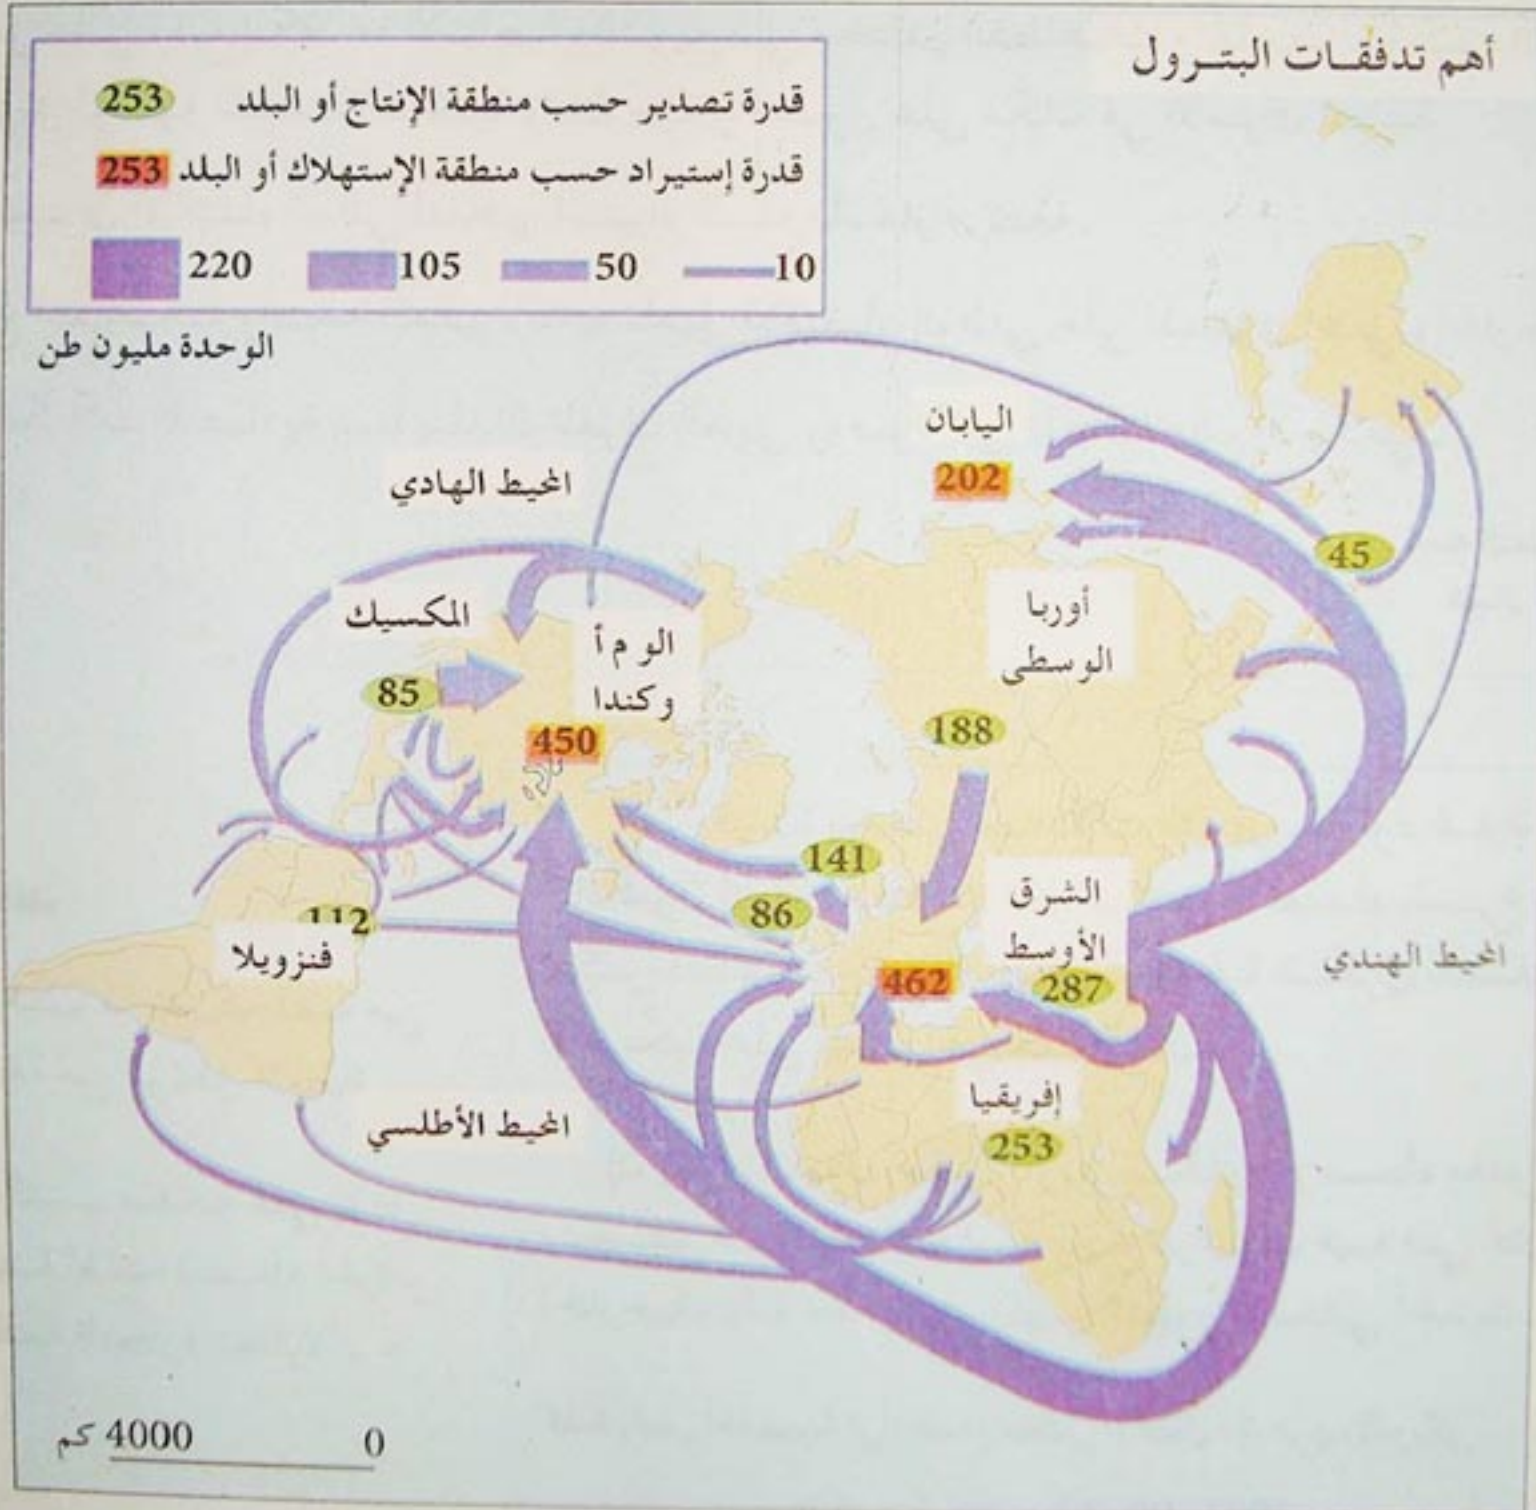 أهم تدفقات البترول
قدرة تصدير حسب منطقة الإنتاج أو البلد 253
قدرة إستيراد حسب منطقة الإستهلاك أو البلد 253
220 105 50 10
الوحدة مليون طن
اليابان
202
المحيط الهادي
45
المكسيك
85
الو م أ
وكندا
450
أوربا
الوسطى
188
141
86
الشرق
الأوسط
287
462
112
فنزويلا
المحيط الهندي
إفريقيا
253
المحيط الأطلسي
4000 كم
0